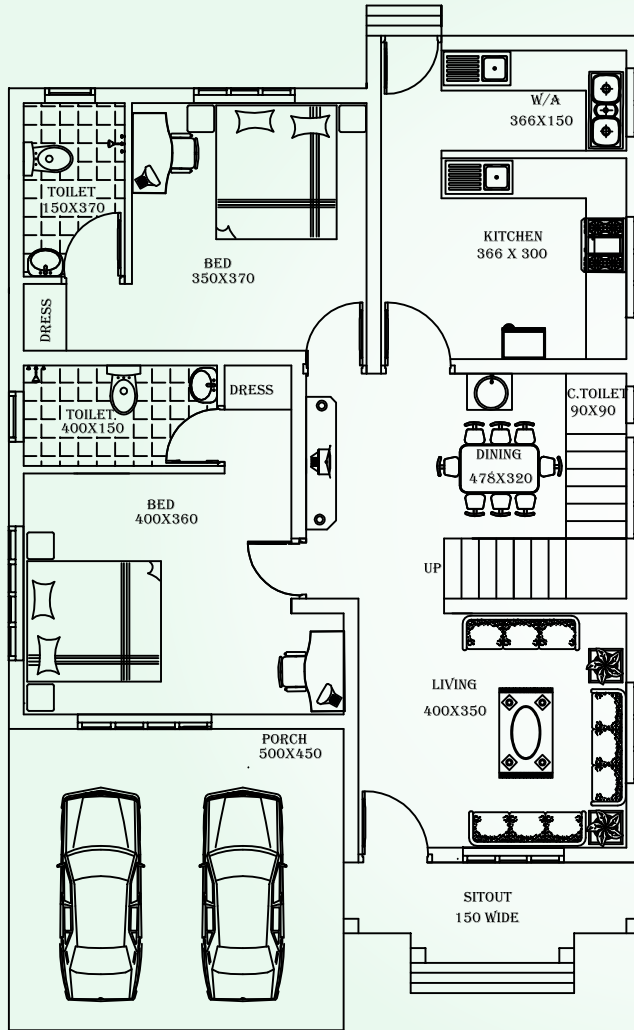 W/A
366X150
TOILET
150X370
KITCHEN
366 X 300
BED
350X370
DRESS
DRESS
C.TOILET
90X90
TOILET.
400X150
DINING
478X320
BED
400X360
UP
LIVING
400X350
PORCH
500X450
SITOUT
150 WIDE